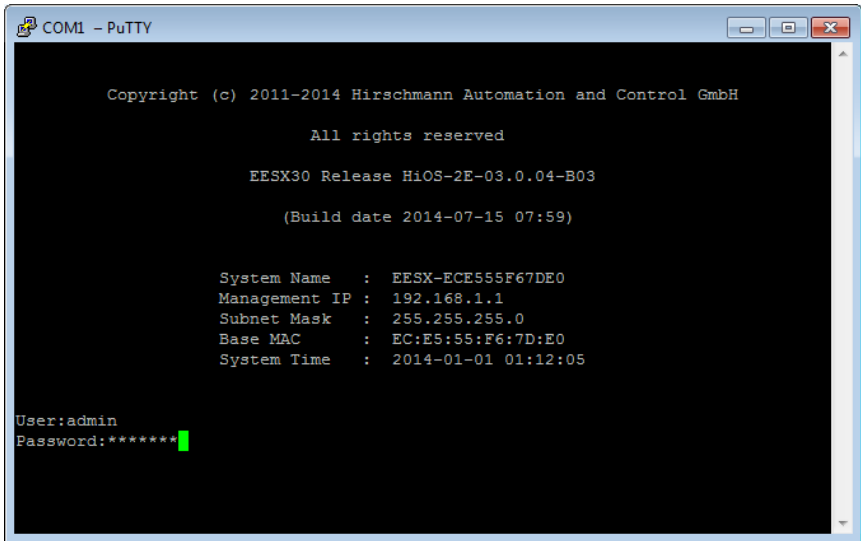 COM1 – PuTTY
Copyright (c) 2011-2014 Hirschmann Automation and Control GmbH
All rights reserved
EESX30 Release HiOS-2E-03.0.04-B03
(Build date 2014-07-15 07:59)
System Name : EESX-ECE555F67DE0
Management IP : 192.168.1.1
Subnet Mask : 255.255.255.0
Base MAC : EC:E5:55:F6:7D:E0
System Time : 2014-01-01 01:12:05
User:admin
Password:*******